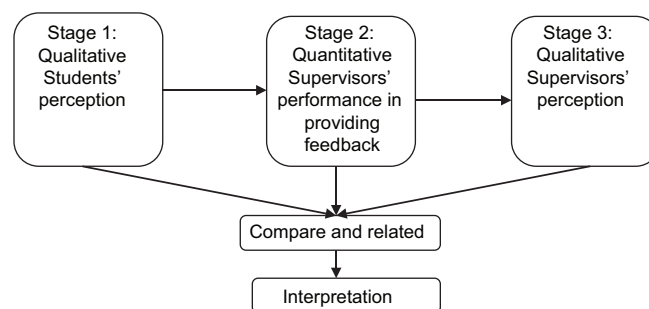 Stage 1:
Qualitative
Students’
perception
Stage 2:
Quantitative
Supervisors’
performance in
providing
feedback
Stage 3:
Qualitative
Supervisors’
perception
Compare and related
Interpretation